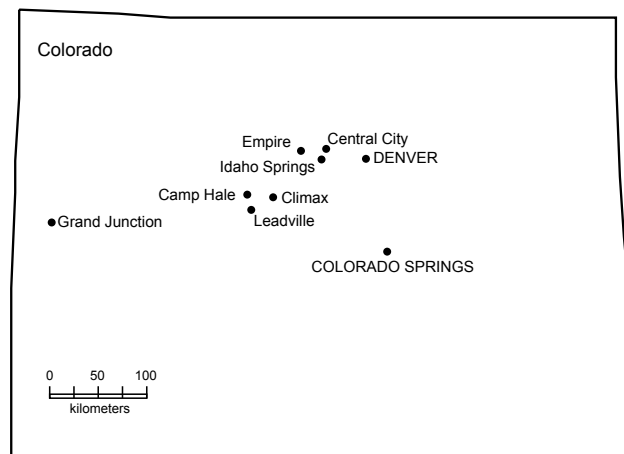 Colorado
Empire
Central City
Idaho Springs
DENVER
Camp Hale
Climax
Leadville
Grand Junction
COLORADO SPRINGS
0 50 100
kilometers